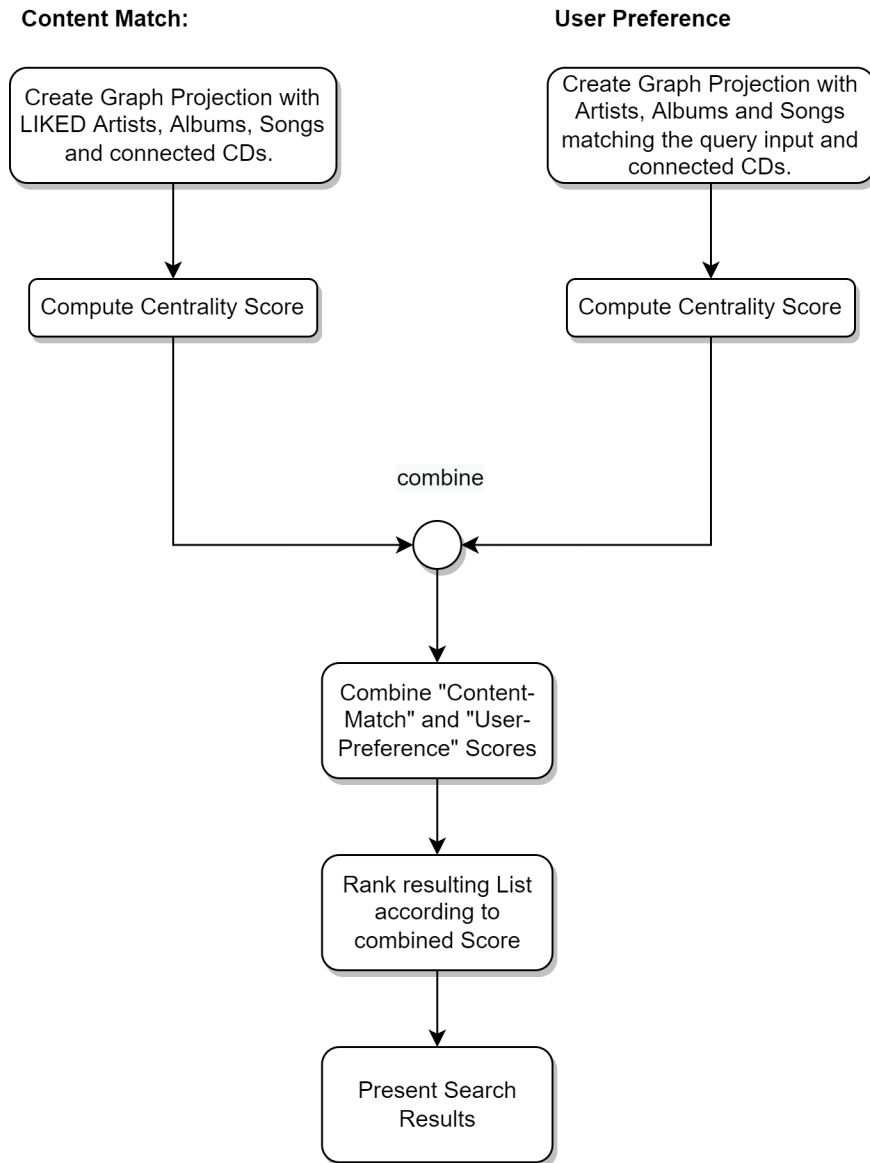 Content Match:
User Preference
Create Graph Projection with
LIKED Artists, Albums, Songs
and connected CDs.
Create Graph Projection with
Artists, Albums and Songs
matching the query input and
connected CDs.
Compute Centrality Score
Compute Centrality Score
combine
Combine "Content-
Match" and "User-
Preference" Scores
Rank resulting List
according to
combined Score
Present Search
Results